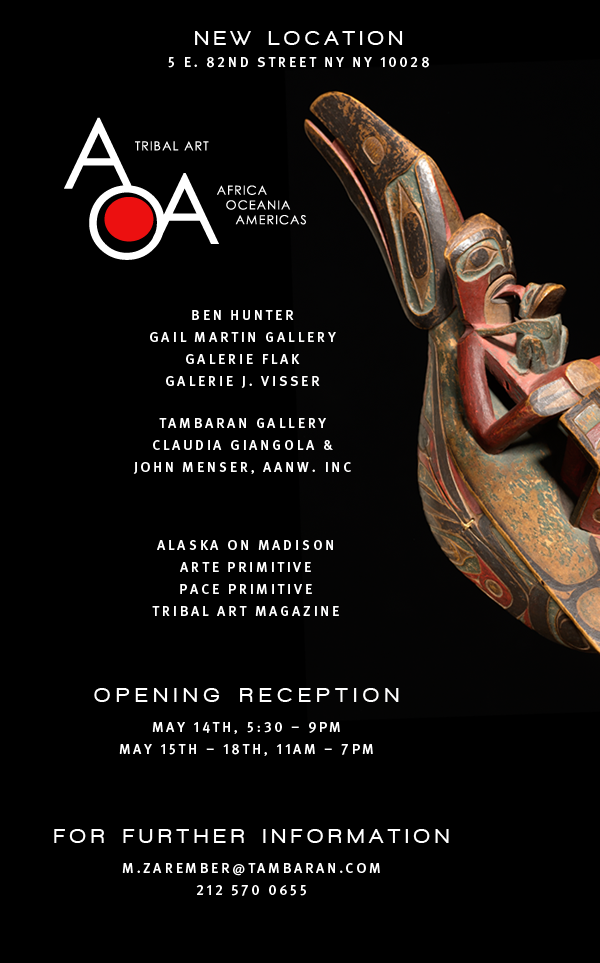 NEW LOCATION
5 E. 82ND STREET NY NY 10028
AOA
TRIBAL ART
AFRICA
OCEANIA
AMERICAS
BEN HUNTER
GAIL MARTIN GALLERY
GALERIE FLAK
GALERIE J. VISSER
TAMBARAN GALLERY
CLAUDIA GIANGOLA &
JOHN MENSER, AANW. INC
ALASKA ON MADISON
ARTE PRIMITIVE
PACE PRIMITIVE
TRIBAL ART MAGAZINE
OPENING RECEPTION
MAY 14TH, 5:30 – 9PM
MAY 15TH – 18TH, 11AM – 7PM
FOR FURTHER INFORMATION
M.ZAREMBER@TAMBARAN.COM
212 570 0655